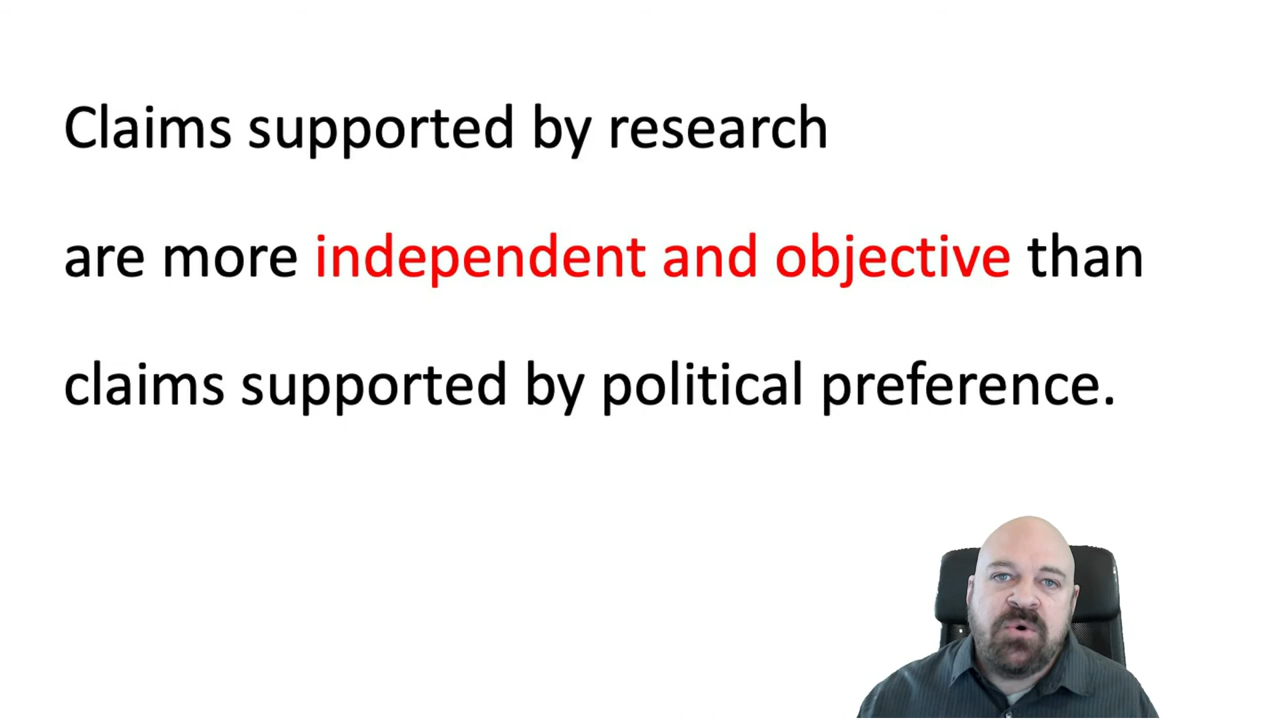 Claims supported by research
are more independent and objective than
claims supported by political preference.